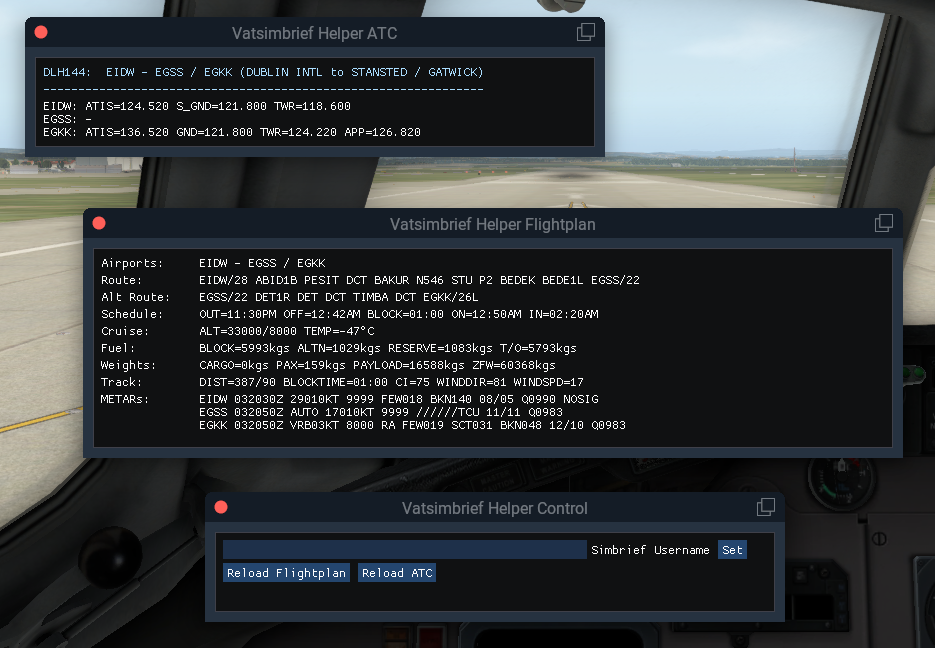 Vatsimbrief Helper ATC
DLH144:  EIDW - EGSS / EGKK (DUBLIN INTL to STANSTED / GATWICK)
---------------------------------------------------------------
EIDW: ATIS=124.520 S_GND=121.800 TWR=118.600
EGSS: -
EGKK: ATIS=136.520 GND=121.800 TWR=124.220 APP=126.820
Vatsimbrief Helper Flightplan
Airports: EIDW - EGSS / EGKK
Route: EIDW/28 ABID1B PESIT DCT BAKUR N546 STU P2 BEDEK BEDE1L EGSS/22
Alt Route: EGSS/22 DET1R DET DCT TIMBA DCT EGKK/26L
Schedule: OUT=11:30PM OFF=12:42AM BLOCK=01:00 ON=12:50AM IN=02:20AM
Cruise: ALT=33000/8000 TEMP=-47°C
Fuel: BLOCK=5993kgs ALTN=1029kgs RESERVE=1083kgs T/O=5793kgs
Weights: CARGO=0kgs PAX=159kgs PAYLOAD=16588kgs ZFW=60368kgs
Track: DIST=387/90 BLOCKTIME=01:00 CI=75 WINDDIR=81 WINDSPD=17
METARs: EIDW 032030Z 29010KT 9999 FEW018 BKN140 08/05 Q0990 NOSIG
EGSS 032050Z AUTO 17010KT 9999 //////TCU 11/11 Q0983
EGKK 032050Z VRB03KT 8000 RA FEW019 SCT031 BKN048 12/10 Q0983
Vatsimbrief Helper Control
Simbrief Username Set
Reload Flightplan Reload ATC